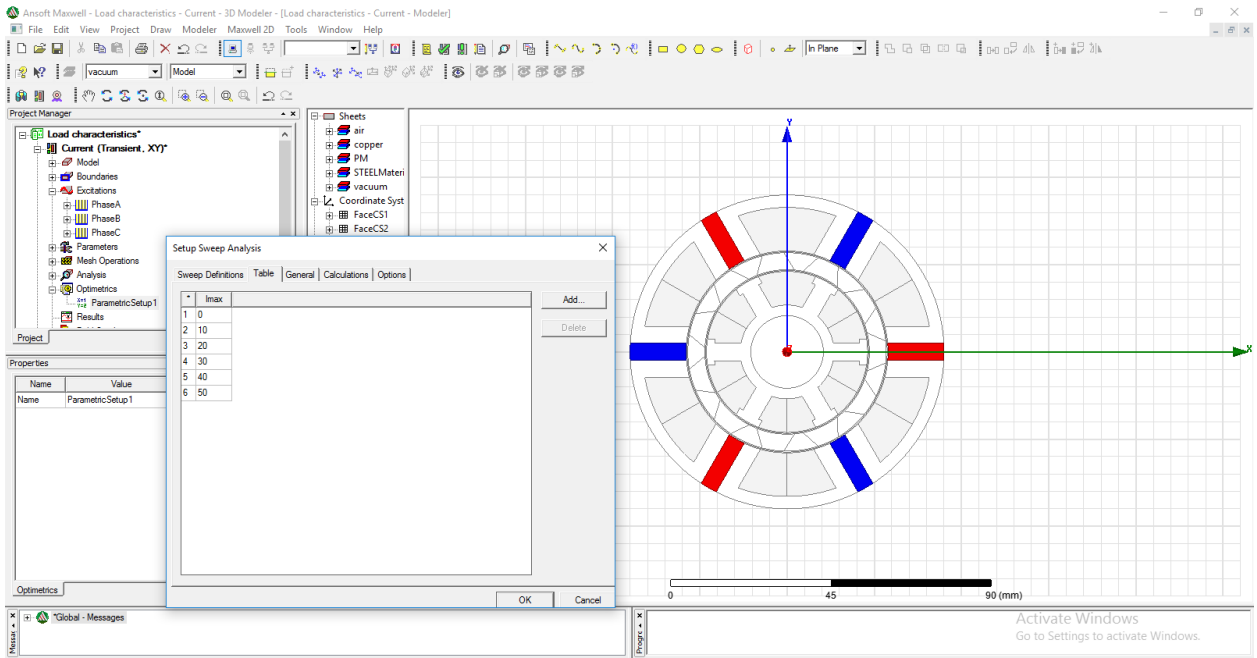 Ansoft Maxwell - Load characteristics - Current - 3D Modeler - [Load characteristics - Current - Modeler]
File Edit View Project Draw Modeler Maxwell 2D Tools Window Help
In Plane
vacuum Model
Project Manager
Load characteristics*
Current (Transient, XY)*
Model
Boundaries
Excitations
PhaseA
PhaseB
PhaseC
Parameters
Mesh Operations
Analysis
Optimetrics
ParametricSetup1
Results
Project
Sheets
air
copper
PM
STEELMateri
vacuum
Coordinate Syst
FaceCS1
FaceCS2
Properties
Name Value
Name ParametricSetup1
Optimetrics
Setup Sweep Analysis
Sweep Definitions Table General Calculations Options
* Imax
1 0
2 10
3 20
4 30
5 40
6 50
Add...
Delete
OK Cancel
Y
X
0 45 90 (mm)
*Global - Messages
Activate Windows
Go to Settings to activate Windows.